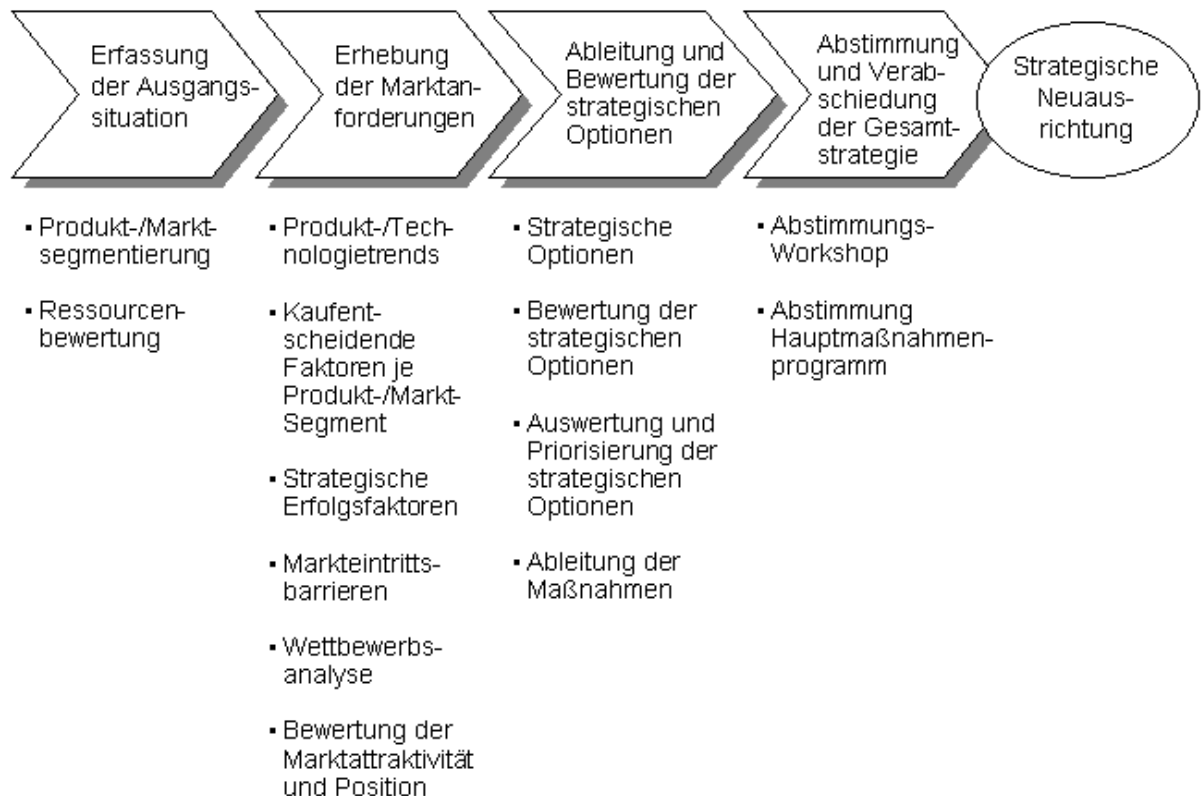 Erfassung
der Ausgangs-
situation
Erhebung
der Marktan-
forderungen
Ableitung und
Bewertung der
strategischen
Optionen
Abstimmung
und Verab-
schiedung
der Gesamt-
strategie
Strategische
Neuaus-
richtung
▪ Produkt-/Markt-
segmentierung
▪ Ressourcen-
bewertung
▪ Produkt-/Tech-
nologietrends
▪ Kaufent-
scheidende
Faktoren je
Produkt-/Markt-
Segment
▪ Strategische
Erfolgsfaktoren
▪ Markteintritts-
barrieren
▪ Wettbewerbs-
analyse
▪ Bewertung der
Marktattraktivität
und Position
▪ Strategische
Optionen
▪ Bewertung der
strategischen
Optionen
▪ Auswertung und
Priorisierung der
strategischen
Optionen
▪ Ableitung der
Maßnahmen
▪ Abstimmungs-
Workshop
▪ Abstimmung
Hauptmaßnahmen-
programm